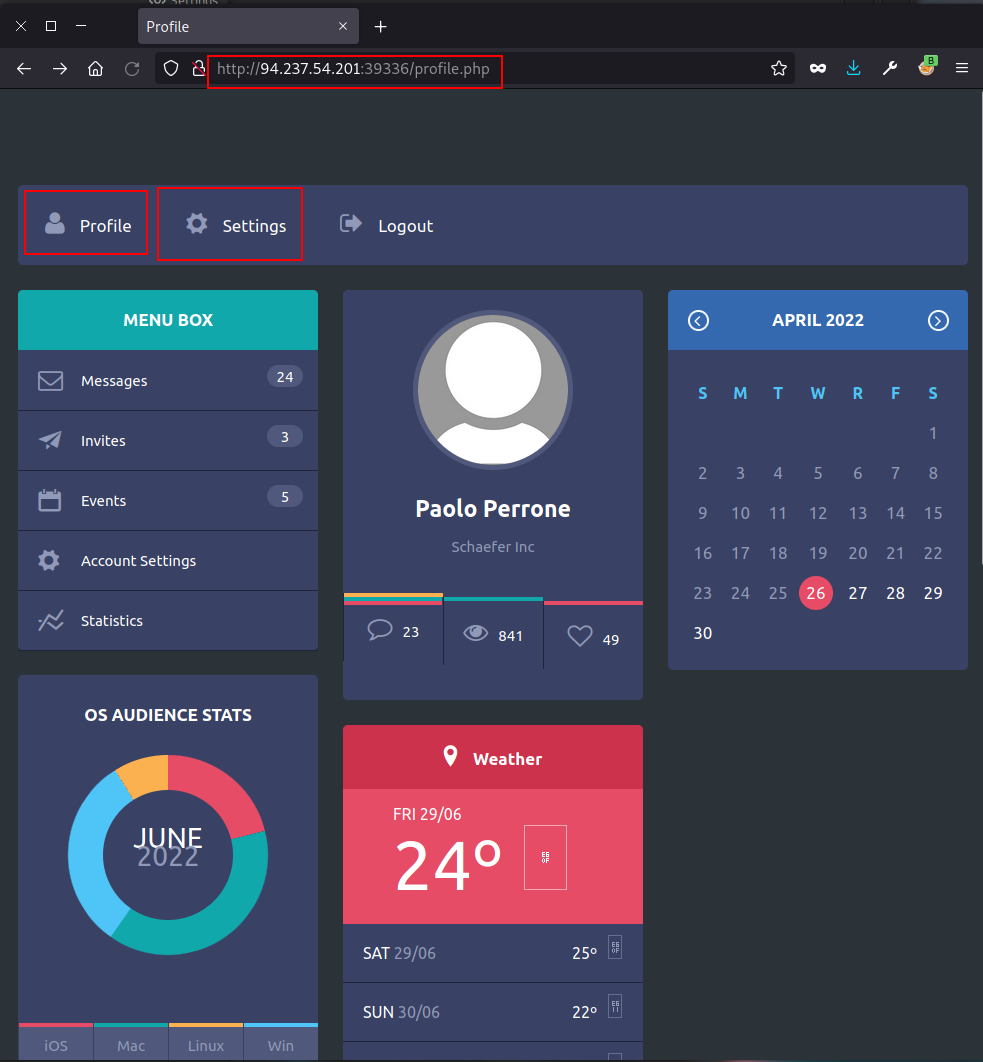 Profile
http://94.237.54.201:39336/profile.php
B
Profile
Settings
Logout
MENU BOX
Messages 24
Invites 3
Events 5
Account Settings
Statistics
OS AUDIENCE STATS
JUNE
2022
iOS Mac Linux Win
Paolo Perrone
Schaefer Inc
23 841 49
Weather
FRI 29/06
24º
SAT 29/06 25º
SUN 30/06 22º
APRIL 2022
S M T W R F S
1
2 3 4 5 6 7 8
9 10 11 12 13 14 15
16 17 18 19 20 21 22
23 24 25 26 27 28 29
30